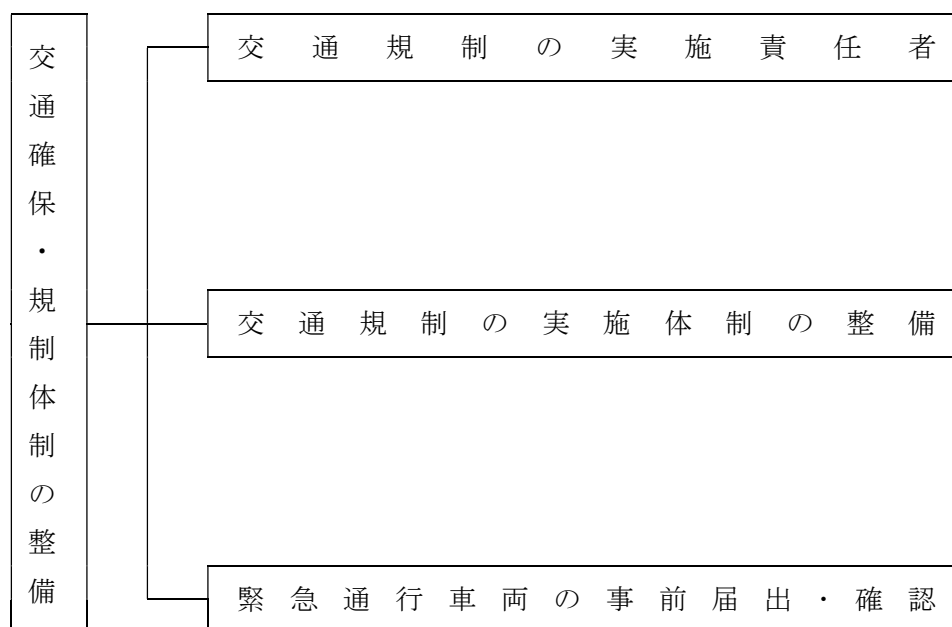 交通確保・規制体制の整備
交通規制の実施責任者
交通規制の実施体制の整備
緊急通行車両の事前届出・確認